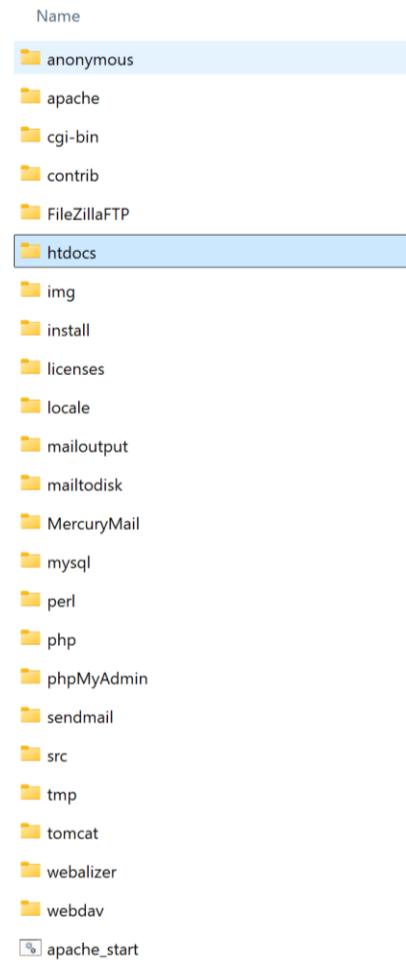 Name
anonymous
apache
cgi-bin
contrib
FileZillaFTP
htdocs
img
install
licenses
locale
mailoutput
mailtodisk
MercuryMail
mysql
perl
php
phpMyAdmin
sendmail
src
tmp
tomcat
webalizer
webdav
apache_start